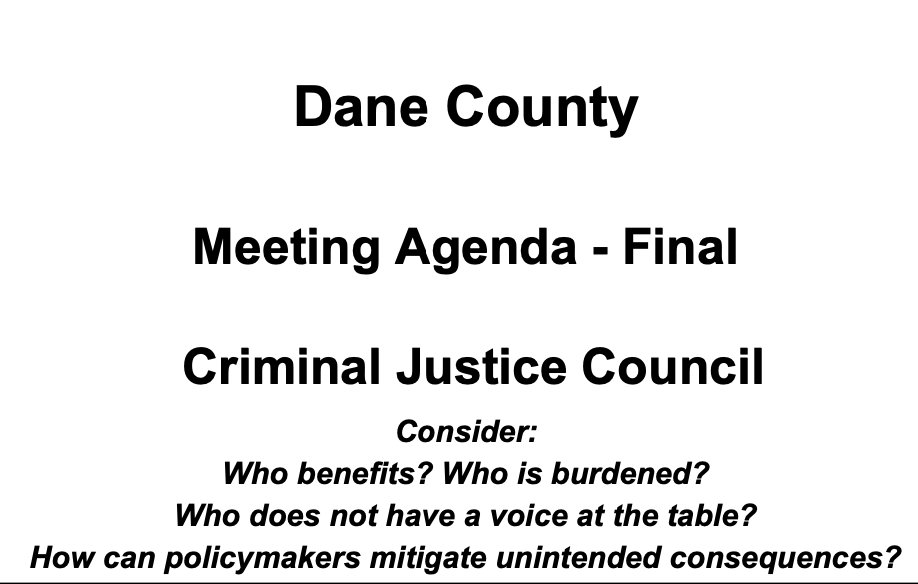 Dane County
Meeting Agenda - Final
Criminal Justice Council
Consider:
Who benefits? Who is burdened?
Who does not have a voice at the table?
How can policymakers mitigate unintended consequences?